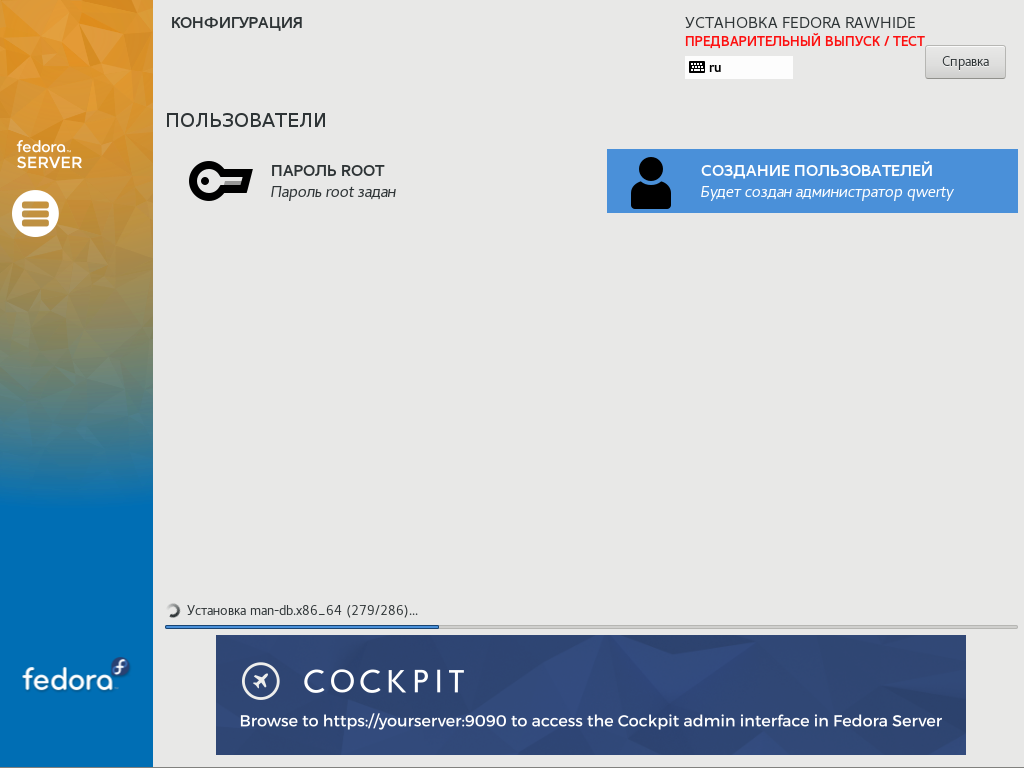 КОНФИГУРАЦИЯ
УСТАНОВКА FEDORA RAWHIDE
ПРЕДВАРИТЕЛЬНЫЙ ВЫПУСК / ТЕСТ
ru
Справка
fedora
SERVER
ПОЛЬЗОВАТЕЛИ
ПАРОЛЬ ROOT
Пароль root задан
СОЗДАНИЕ ПОЛЬЗОВАТЕЛЕЙ
Будет создан администратор qwerty
Установка man-db.x86_64 (279/286)...
fedora
COCKPIT
Browse to https://yourserver:9090 to access the Cockpit admin interface in Fedora Server